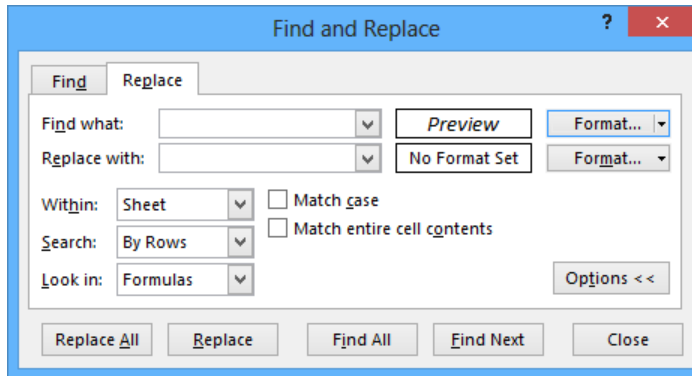 Find and Replace
?
Find Replace
Find what: Preview Format...
Replace with: No Format Set Format...
Within: Sheet Match case
Match entire cell contents
Search: By Rows
Look in: Formulas Options <<
Replace All Replace Find All Find Next Close